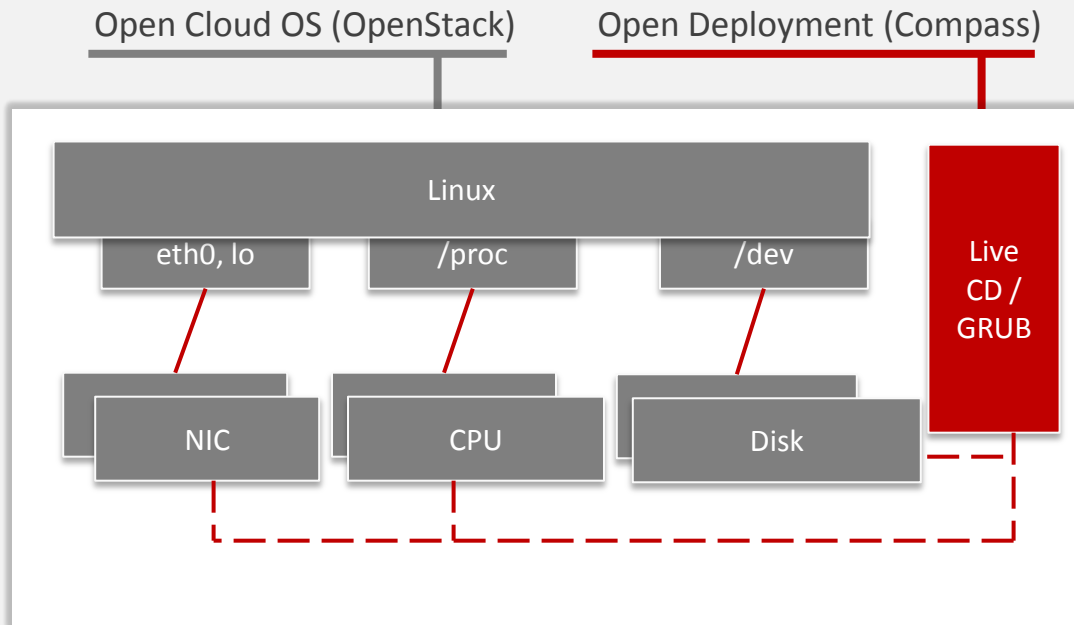 Open Cloud OS (OpenStack)
Open Deployment (Compass)
Linux
eth0, lo
/proc
/dev
Live
CD /
GRUB
NIC
CPU
Disk